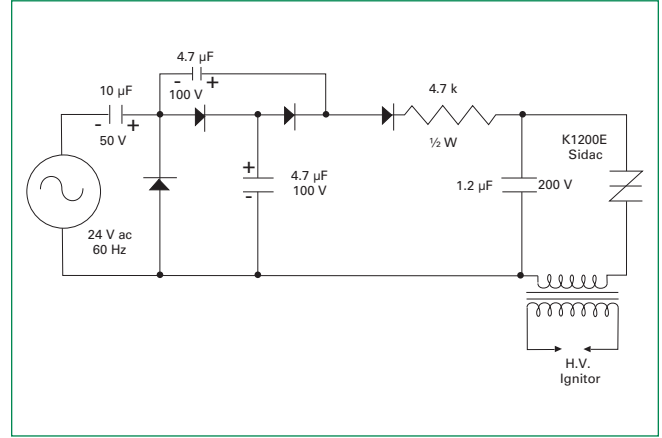 4.7 µF
- +
100 V
10 µF
- +
50 V
4.7 k
½ W
K1200E
Sidac
+
4.7 µF
100 V
-
1.2 µF
200 V
24 V ac
60 Hz
H.V.
Ignitor